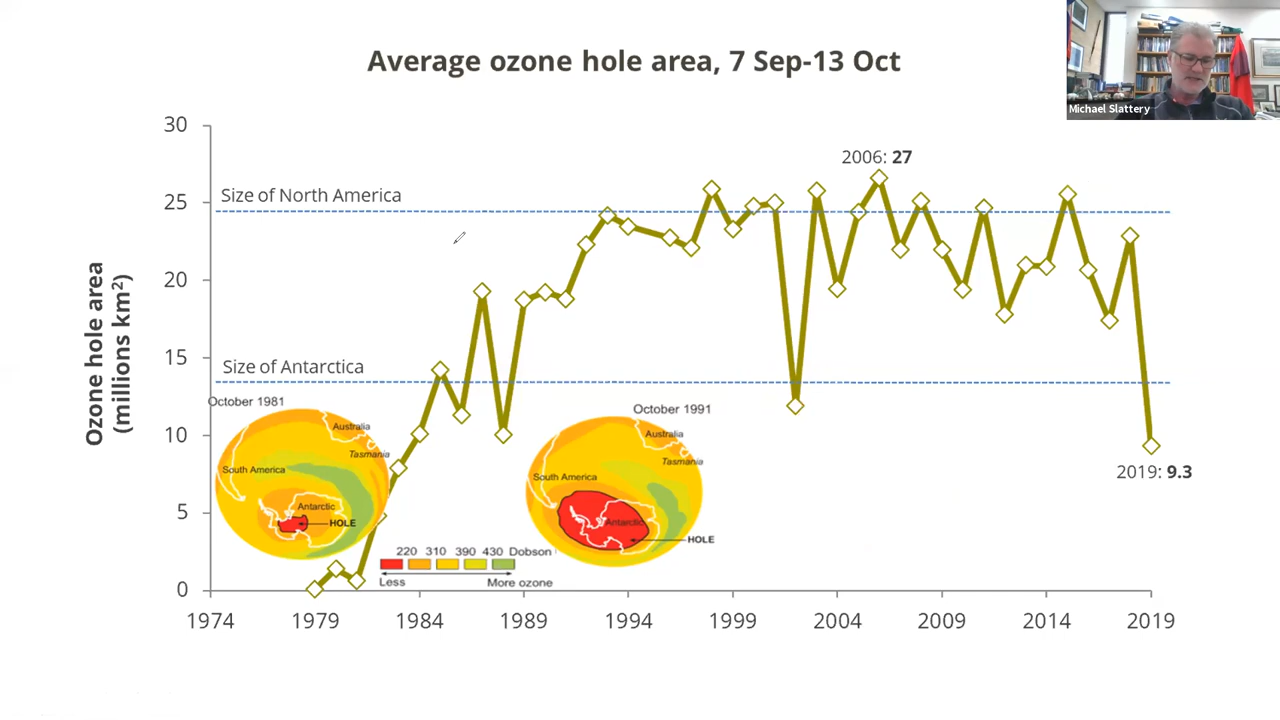 Average ozone hole area, 7 Sep-13 Oct
Michael Slattery
Ozone hole area
(millions km²)
30
25
20
15
10
5
0
Size of North America
Size of Antarctica
2006: 27
2019: 9.3
October 1981
Australia
Tasmania
South America
Antarctic
HOLE
October 1991
Australia
Tasmania
South America
Antarctic
HOLE
220 310 390 430 Dobson
Less More ozone
1974 1979 1984 1989 1994 1999 2004 2009 2014 2019